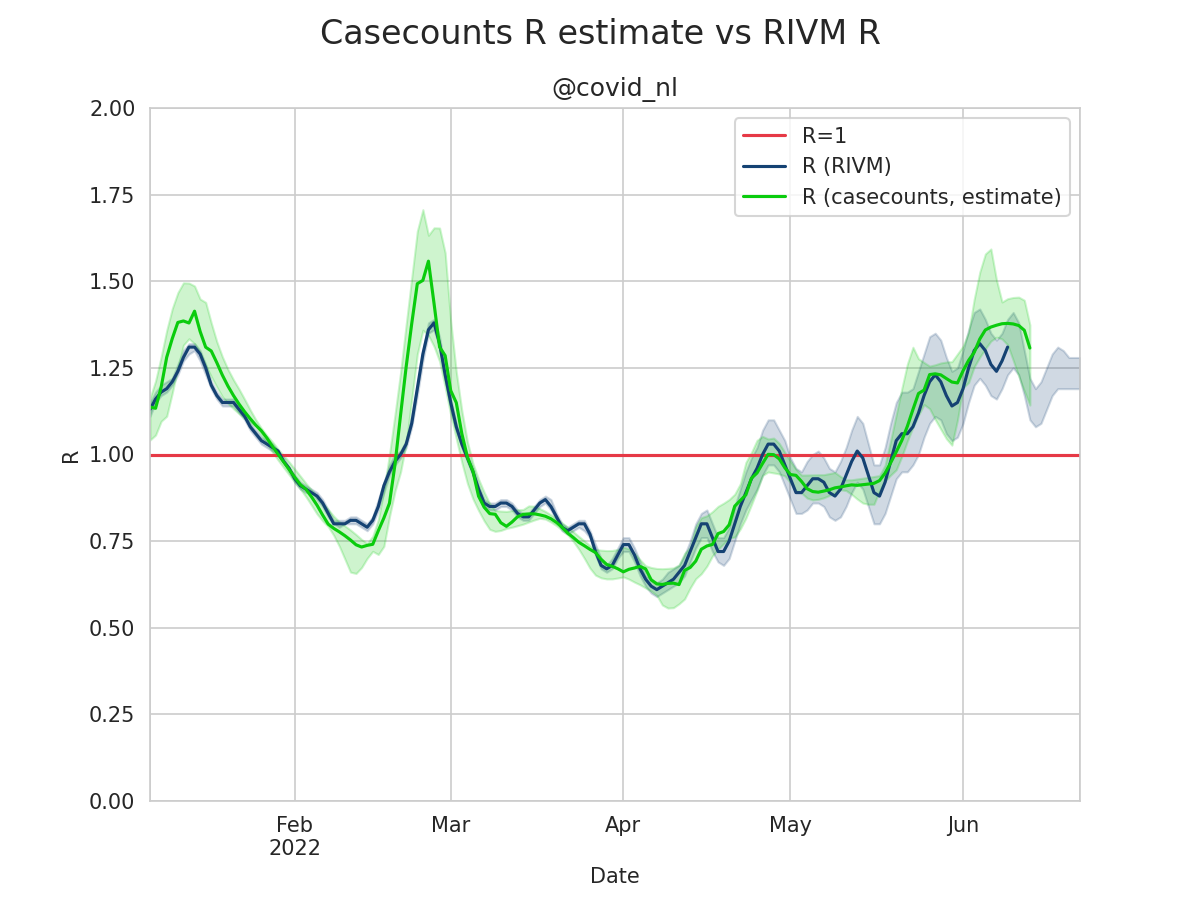 Casecounts R estimate vs RIVM R
@covid_nl
R=1
R (RIVM)
R (casecounts, estimate)
2.00
1.75
1.50
1.25
1.00
0.75
0.50
0.25
0.00
R
Feb
2022
Mar
Apr
May
Jun
Date